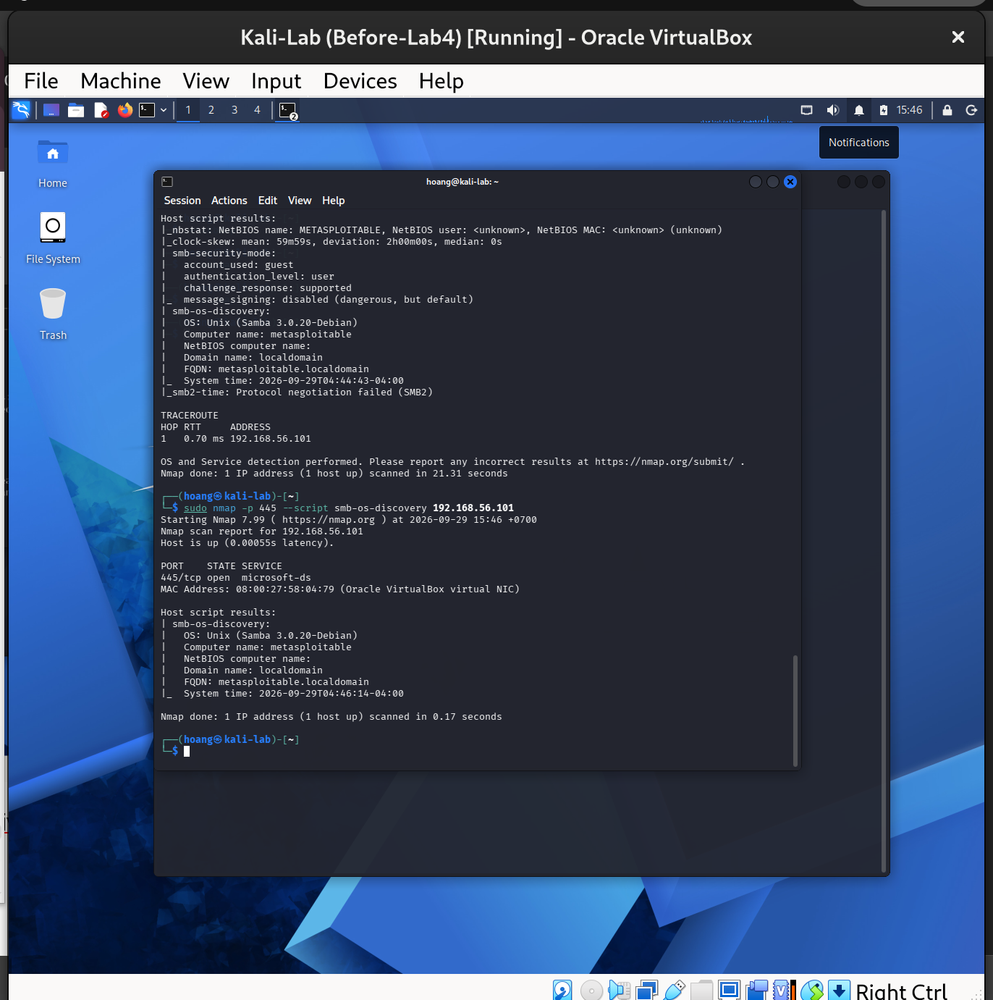 Kali-Lab (Before-Lab4) [Running] - Oracle VirtualBox
File Machine View Input Devices Help
1 2 3 4 2 15:46
Notifications
Home
File System
Trash
hoang@kali-lab: ~
Session Actions Edit View Help
Host script results:
|_nbstat: NetBIOS name: METASPLOITABLE, NetBIOS user: <unknown>, NetBIOS MAC: <unknown> (unknown)
|_clock-skew: mean: 59m59s, deviation: 2h00m00s, median: 0s
| smb-security-mode:
|   account_used: guest
|   authentication_level: user
|   challenge_response: supported
|_  message_signing: disabled (dangerous, but default)
| smb-os-discovery:
|   OS: Unix (Samba 3.0.20-Debian)
|   Computer name: metasploitable
|   NetBIOS computer name:
|   Domain name: localdomain
|   FQDN: metasploitable.localdomain
|_  System time: 2026-09-29T04:44:43-04:00
|_smb2-time: Protocol negotiation failed (SMB2)
TRACEROUTE
HOP RTT     ADDRESS
1   0.70 ms 192.168.56.101
OS and Service detection performed. Please report any incorrect results at https://nmap.org/submit/ .
Nmap done: 1 IP address (1 host up) scanned in 21.31 seconds
┌──(hoang㉿kali-lab)-[~]
└─$ sudo nmap -p 445 --script smb-os-discovery 192.168.56.101
Starting Nmap 7.99 ( https://nmap.org ) at 2026-09-29 15:46 +0700
Nmap scan report for 192.168.56.101
Host is up (0.00055s latency).
PORT    STATE SERVICE
445/tcp open  microsoft-ds
MAC Address: 08:00:27:58:04:79 (Oracle VirtualBox virtual NIC)
Host script results:
| smb-os-discovery:
|   OS: Unix (Samba 3.0.20-Debian)
|   Computer name: metasploitable
|   NetBIOS computer name:
|   Domain name: localdomain
|   FQDN: metasploitable.localdomain
|_  System time: 2026-09-29T04:46:14-04:00
Nmap done: 1 IP address (1 host up) scanned in 0.17 seconds
┌──(hoang㉿kali-lab)-[~]
└─$
Right Ctrl